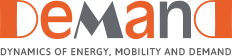 DeMAND
DYNAMICS OF ENERGY, MOBILITY AND DEMAND